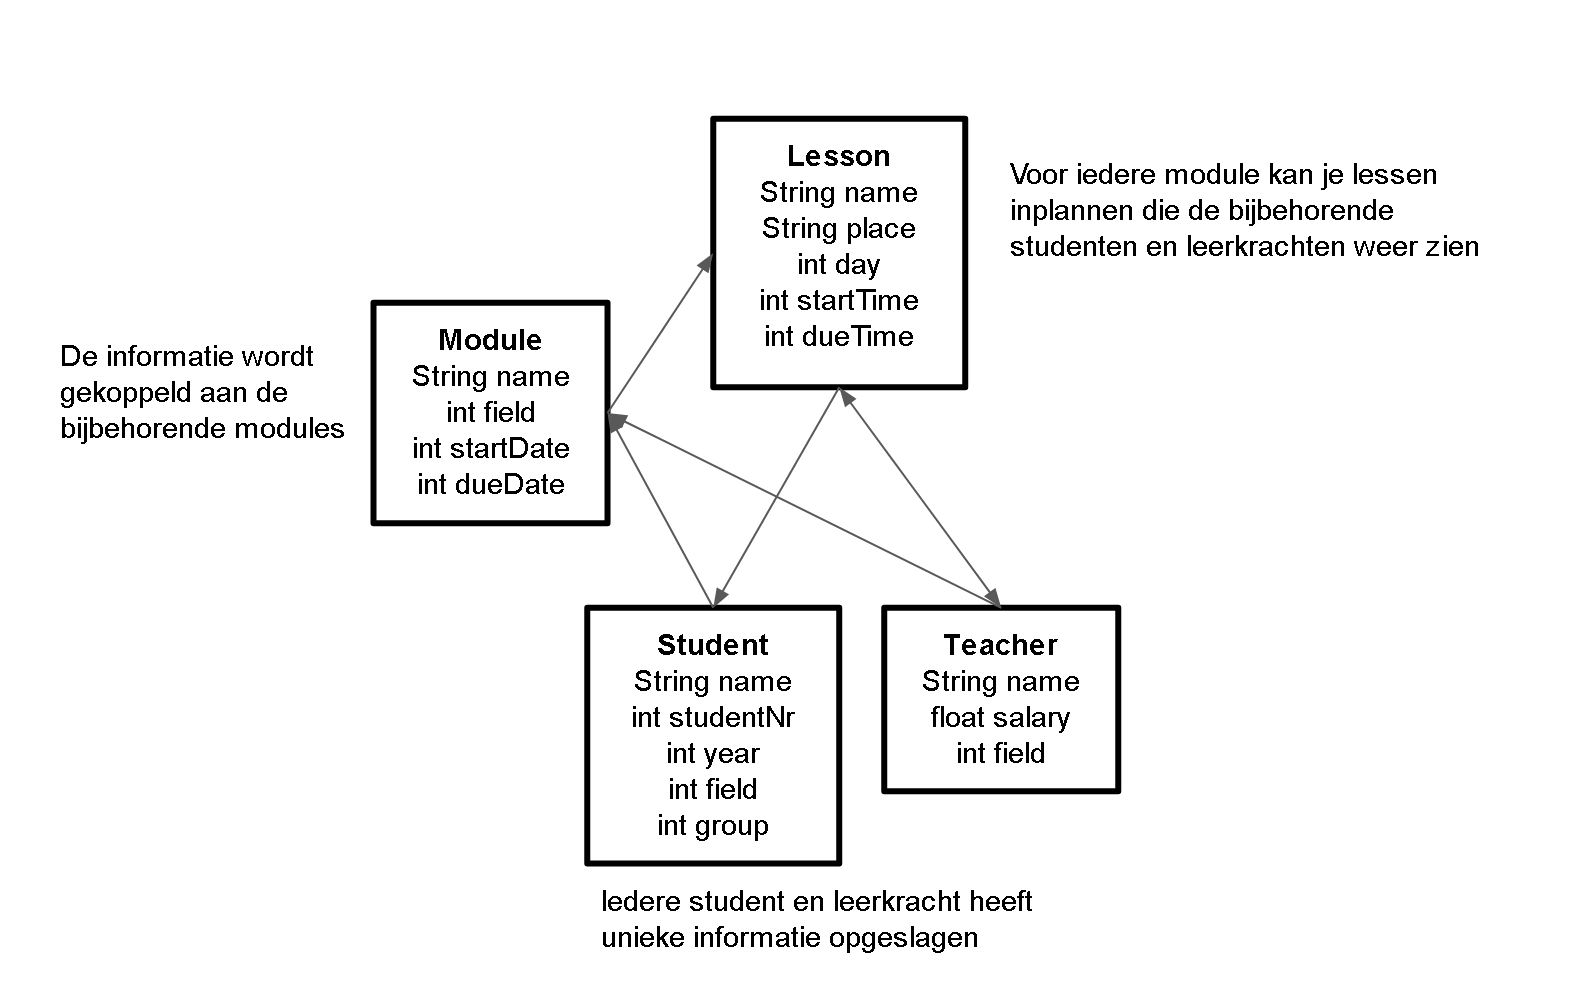 Lesson
String name
String place
int day
int startTime
int dueTime
Voor iedere module kan je lessen
inplannen die de bijbehorende
studenten en leerkrachten weer zien
De informatie wordt
gekoppeld aan de
bijbehorende modules
Module
String name
int field
int startDate
int dueDate
Student
String name
int studentNr
int year
int field
int group
Teacher
String name
float salary
int field
Iedere student en leerkracht heeft
unieke informatie opgeslagen